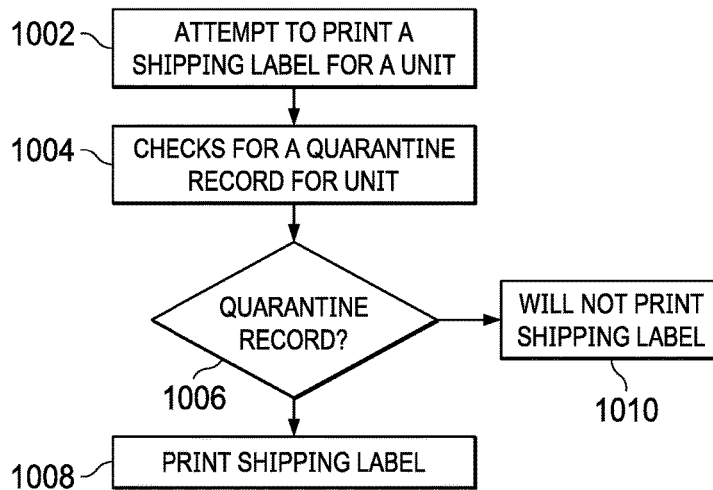 1002
ATTEMPT TO PRINT A
SHIPPING LABEL FOR A UNIT
1004
CHECKS FOR A QUARANTINE
RECORD FOR UNIT
QUARANTINE
RECORD?
1006
WILL NOT PRINT
SHIPPING LABEL
1010
1008
PRINT SHIPPING LABEL